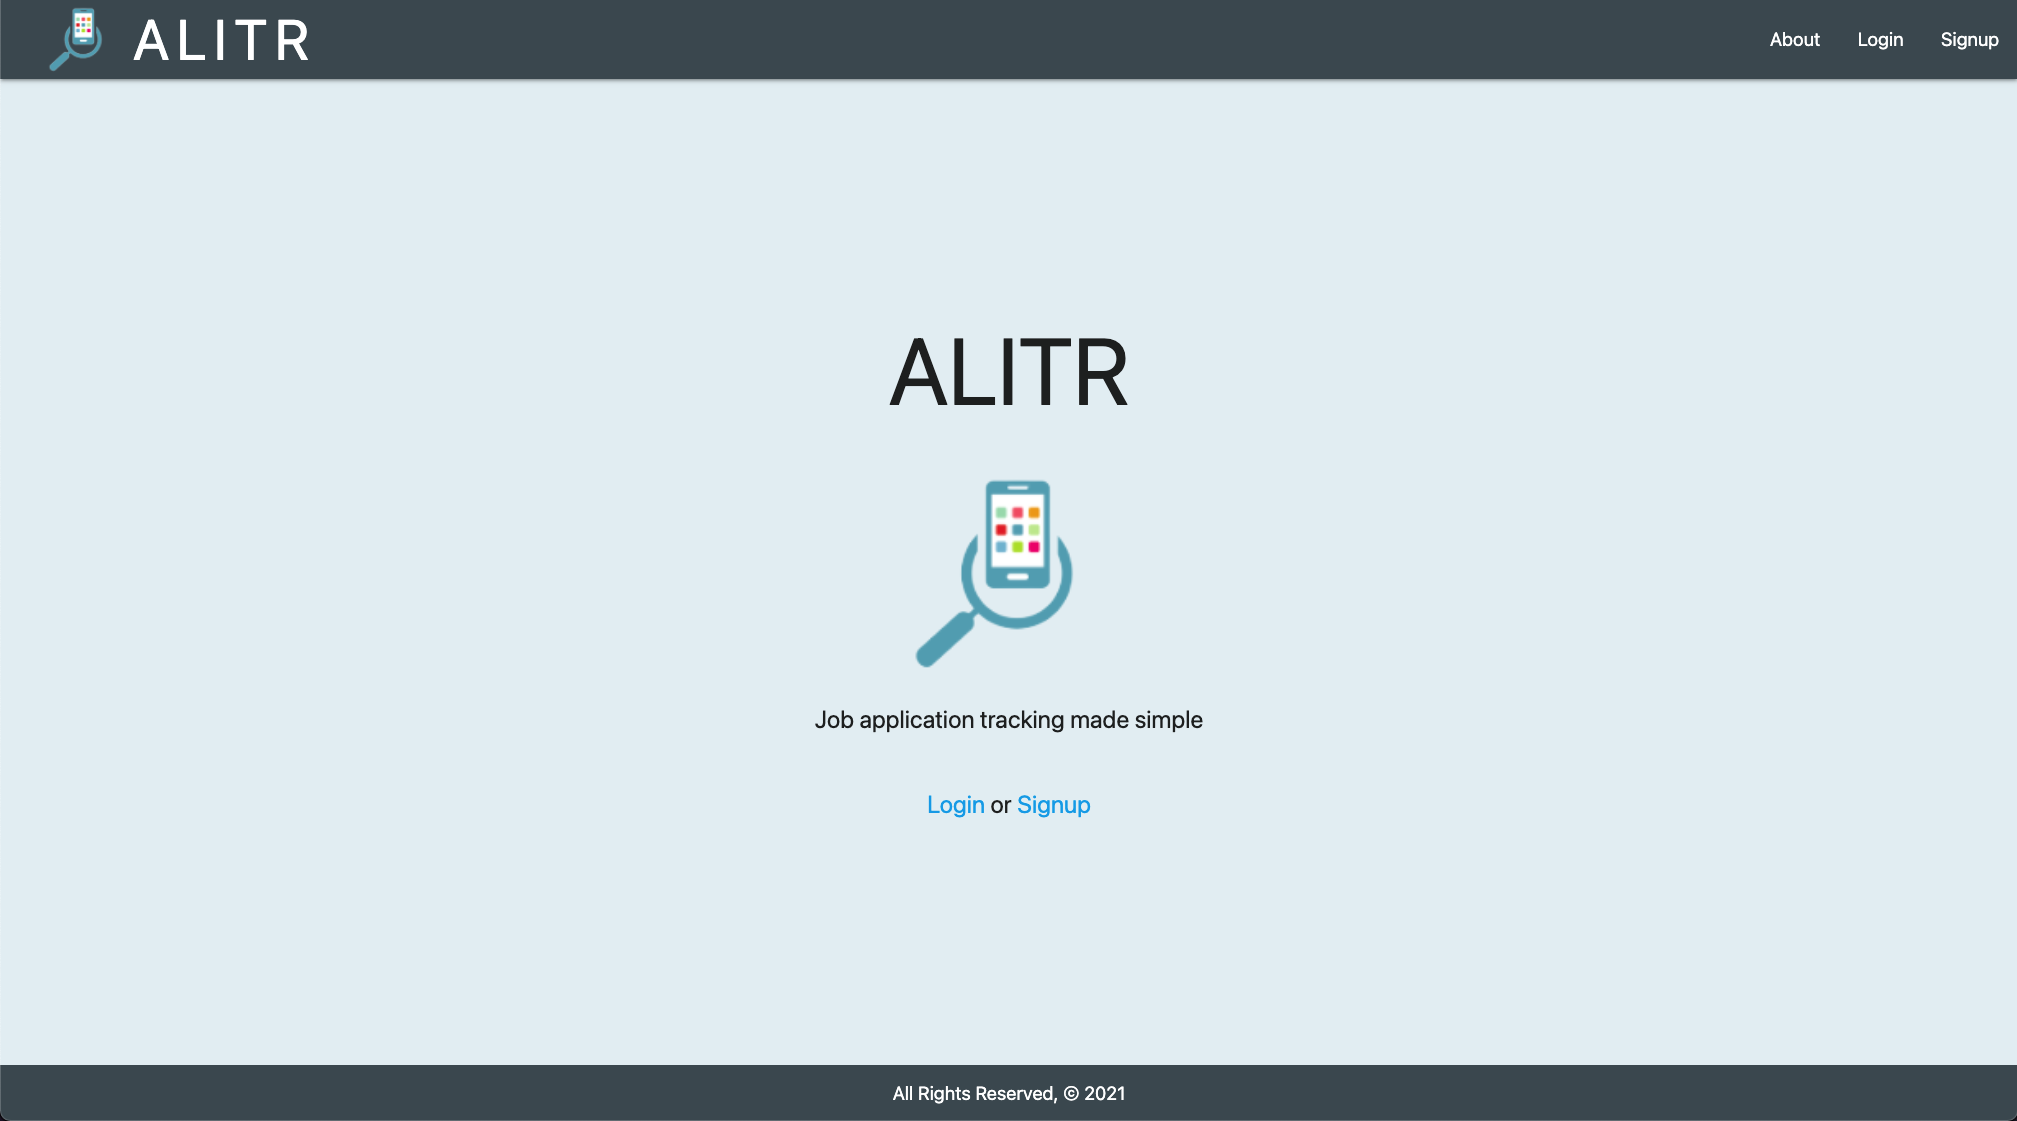 ALITR
About Login Signup
ALITR
Job application tracking made simple
Login or Signup
All Rights Reserved, © 2021